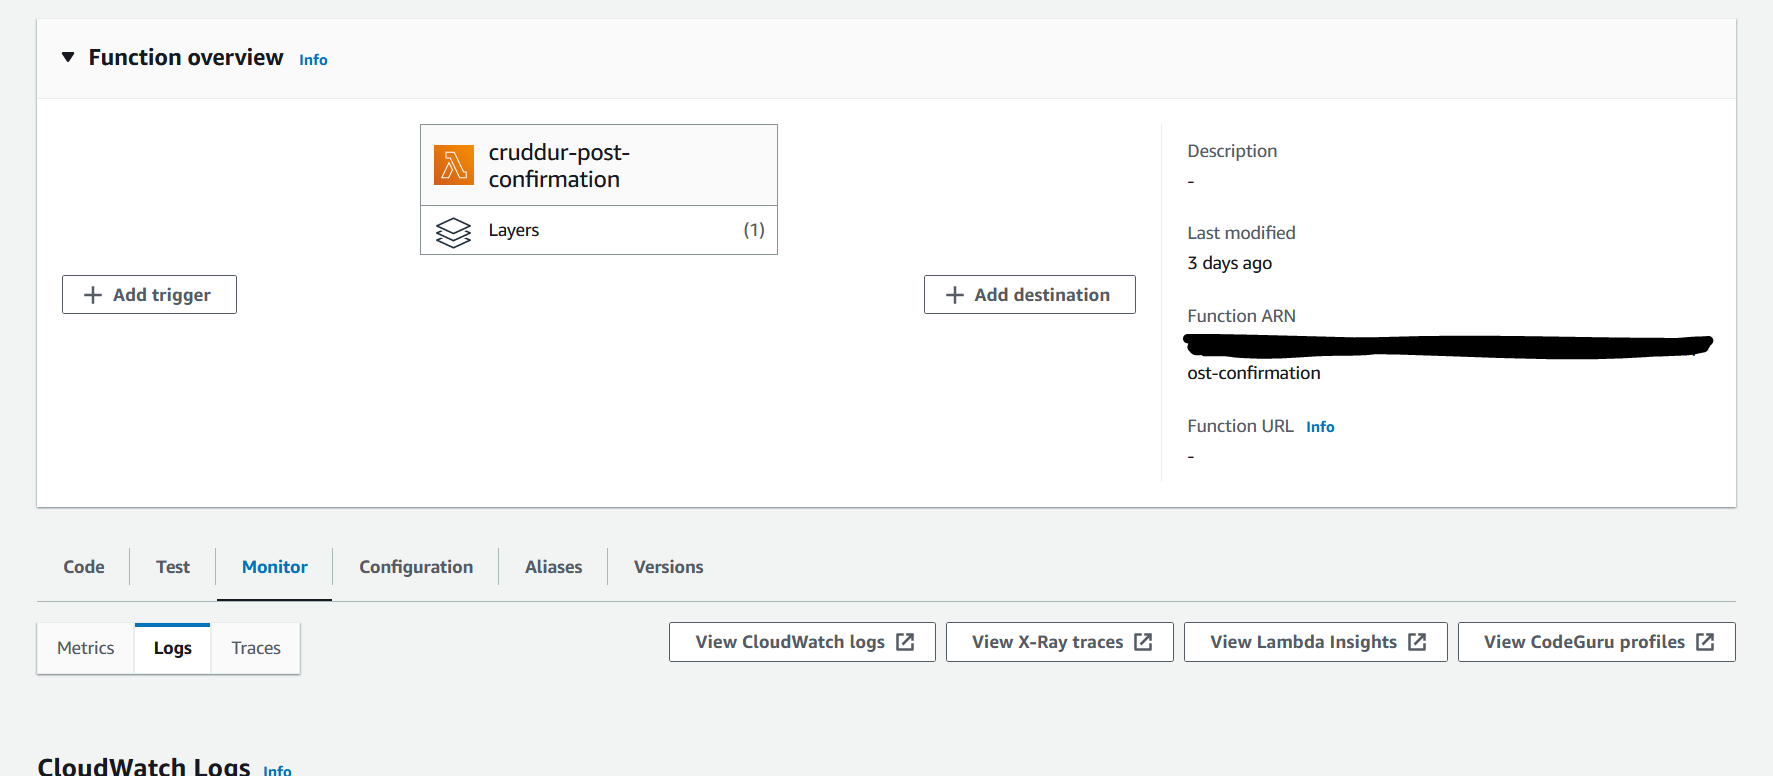 Function overview Info
cruddur-post-
confirmation
Layers (1)
Add trigger
Add destination
Description
-
Last modified
3 days ago
Function ARN
ost-confirmation
Function URL Info
-
Code Test Monitor Configuration Aliases Versions
Metrics Logs Traces View CloudWatch logs View X-Ray traces View Lambda Insights View CodeGuru profiles
CloudWatch Logs Info